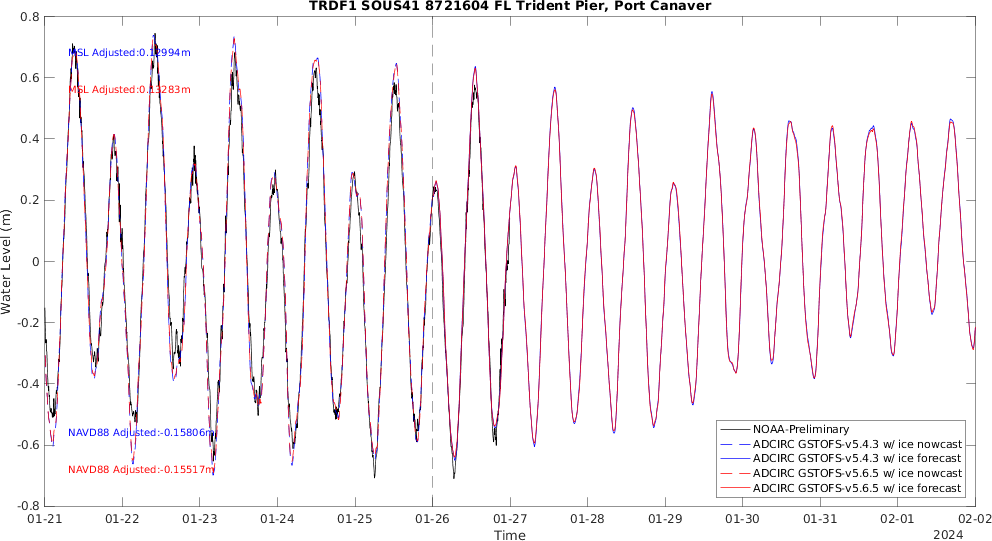 TRDF1 SOUS41 8721604 FL Trident Pier, Port Canaver
MSL Adjusted:0.12994m
MSL Adjusted:0.13283m
NAVD88 Adjusted:-0.15806m
NAVD88 Adjusted:-0.15517m
Water Level (m)
0.8
0.6
0.4
0.2
0
-0.2
-0.4
-0.6
-0.8
NOAA-Preliminary
ADCIRC GSTOFS-v5.4.3 w/ ice nowcast
ADCIRC GSTOFS-v5.4.3 w/ ice forecast
ADCIRC GSTOFS-v5.6.5 w/ ice nowcast
ADCIRC GSTOFS-v5.6.5 w/ ice forecast
01-21 01-22 01-23 01-24 01-25 01-26 01-27 01-28 01-29 01-30 01-31 02-01 02-02
Time
2024